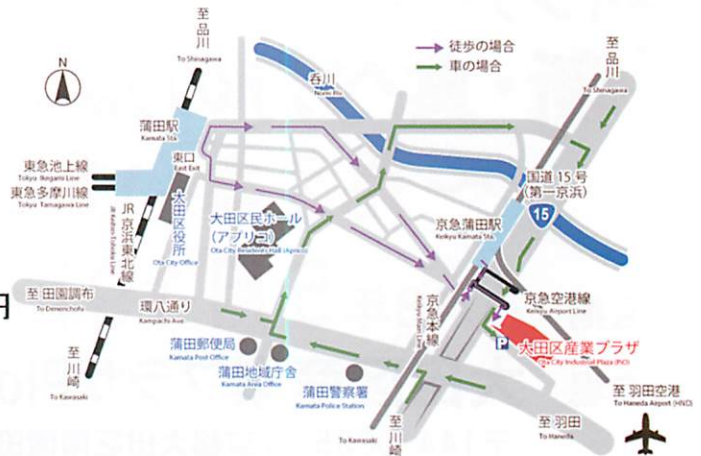 至品川
To Shinagawa
N
徒歩の場合
車の場合
至品川
To Shinagawa
呑川
Nomi Riv.
蒲田駅
Kamata Sta.
東口
East Exit
東急池上線
Tokyu Ikegami Line
東急多摩川線
Tokyu Tamagawa Line
JR京浜東北線
JR Keihin-Tohoku Line
大田区役所
Ota City Office
大田区民ホール
(アプリコ)
Ota City Residents Hall (Aprico)
国道15号
(第一京浜)
15
京急蒲田駅
Keikyu Kamata Sta.
至 田園調布
To Denenchofu
環八通り
Kampachi Ave.
京急本線
Keikyu Main Line
京急空港線
Keikyu Airport Line
P
大田区産業プラザ
Ota City Industrial Plaza (PiO)
蒲田郵便局
Kamata Post Office
蒲田地域庁舎
Kamata Area Office
蒲田警察署
Kamata Police Station
至川崎
To Kawasaki
至川崎
To Kawasaki
至 羽田
To Haneda
至 羽田空港
To Haneda Airport (HND)